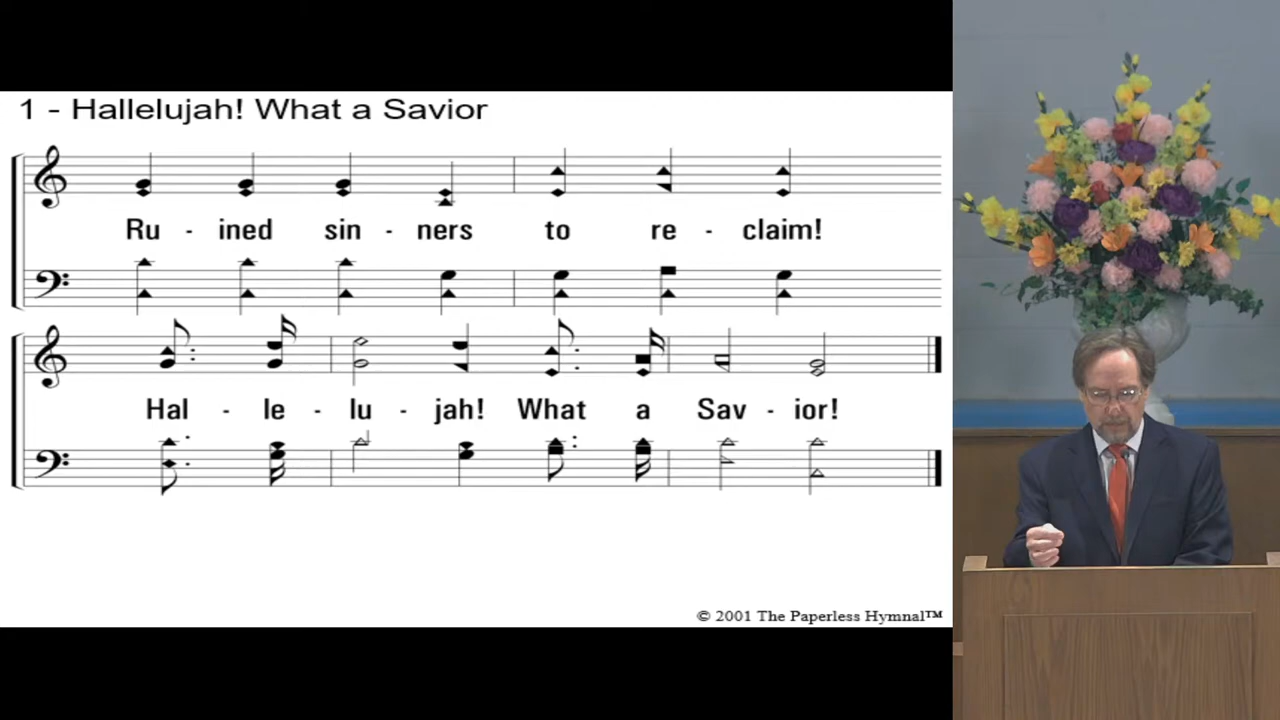 1 - Hallelujah! What a Savior
Ru - ined sin - ners to re - claim!
Hal - le - lu - jah! What a Sav - ior!
© 2001 The Paperless Hymnal™